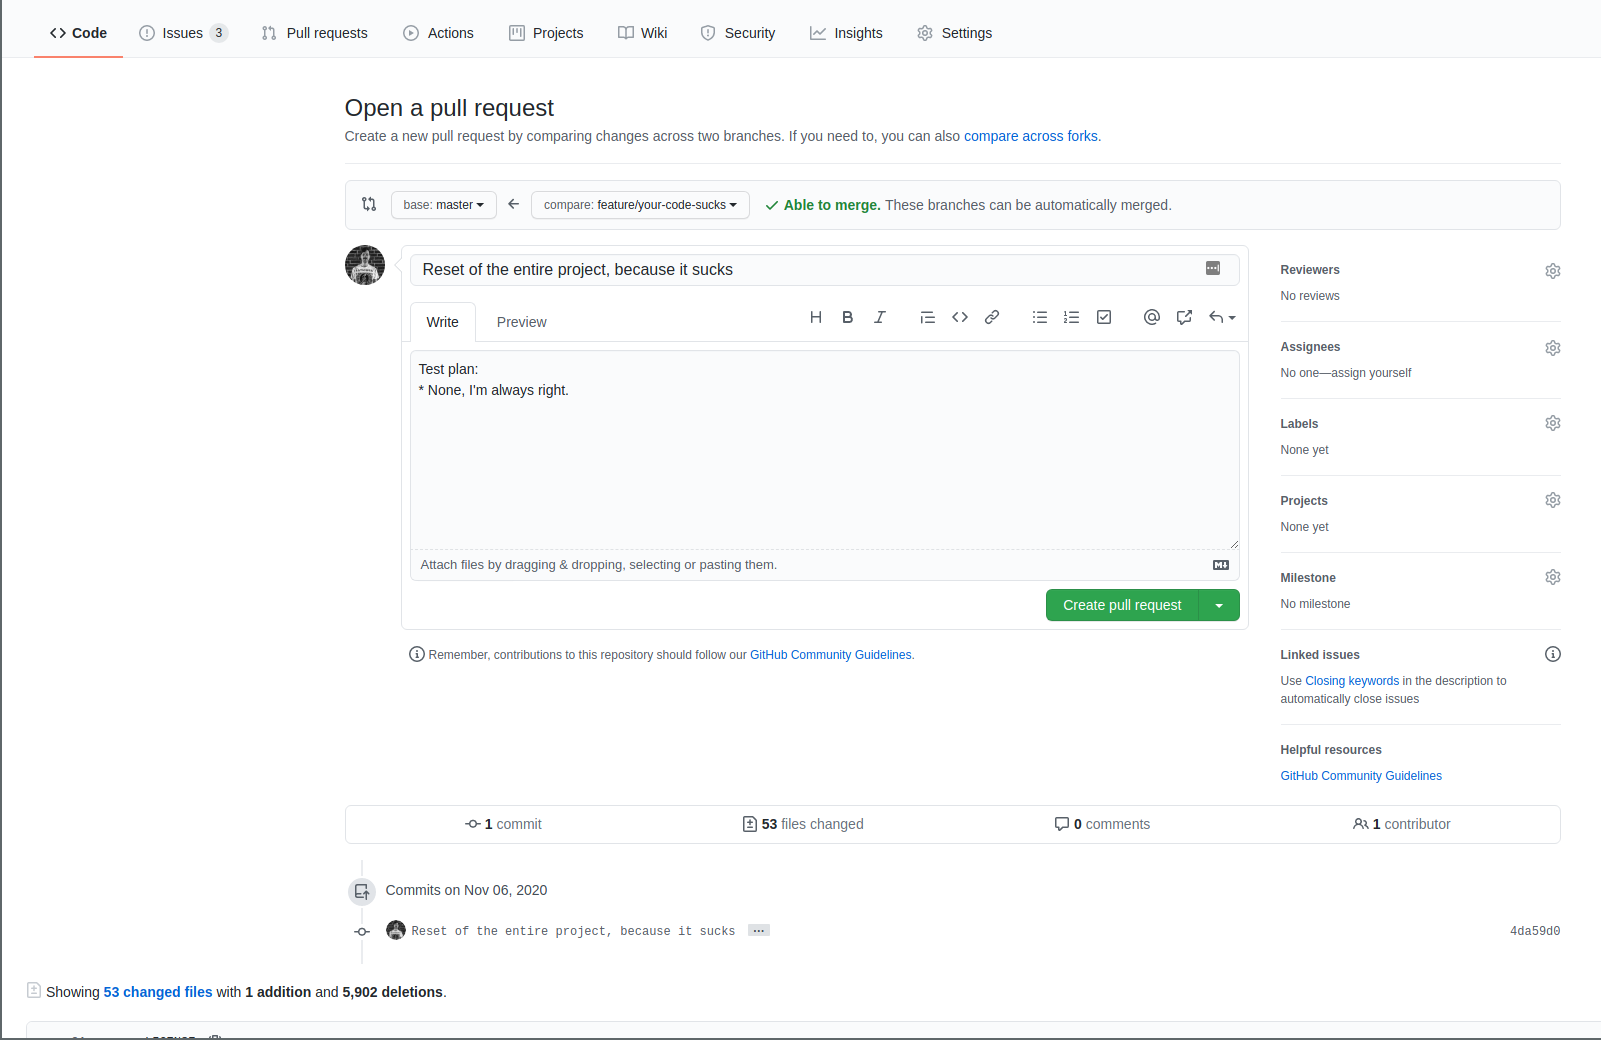 Code Issues 3 Pull requests Actions Projects Wiki Security Insights Settings
Open a pull request
Create a new pull request by comparing changes across two branches. If you need to, you can also compare across forks.
base: master compare: feature/your-code-sucks Able to merge. These branches can be automatically merged.
Reset of the entire project, because it sucks
Write Preview
Test plan:
* None, I'm always right.
Attach files by dragging & dropping, selecting or pasting them.
Create pull request
Remember, contributions to this repository should follow our GitHub Community Guidelines.
Reviewers
No reviews
Assignees
No one—assign yourself
Labels
None yet
Projects
None yet
Milestone
No milestone
Linked issues
Use Closing keywords in the description to
automatically close issues
Helpful resources
GitHub Community Guidelines
1 commit 53 files changed 0 comments 1 contributor
Commits on Nov 06, 2020
Reset of the entire project, because it sucks … 4da59d0
Showing 53 changed files with 1 addition and 5,902 deletions.